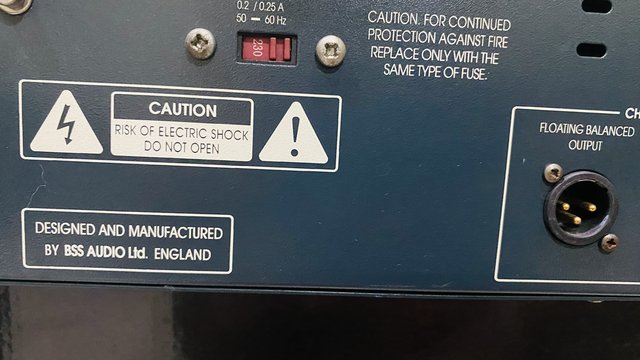 0.2 / 0.25 A
50 — 60 Hz
230
CAUTION. FOR CONTINUED
PROTECTION AGAINST FIRE
REPLACE ONLY WITH THE
SAME TYPE OF FUSE.
CAUTION
RISK OF ELECTRIC SHOCK
DO NOT OPEN
CH
FLOATING BALANCED
OUTPUT
DESIGNED AND MANUFACTURED
BY BSS AUDIO Ltd. ENGLAND